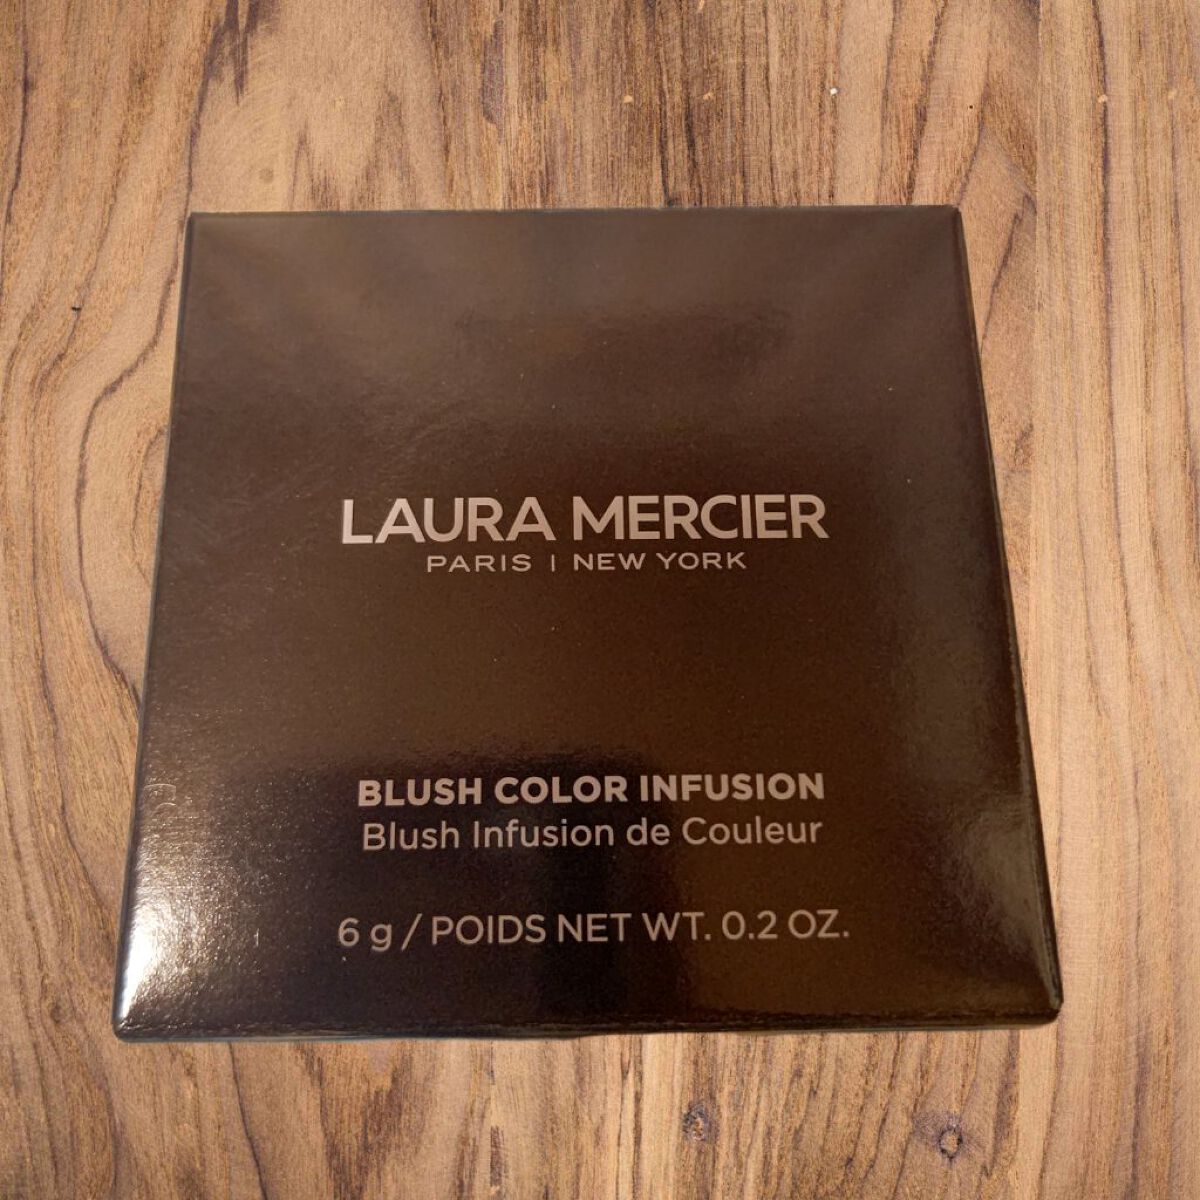 LAURA MERCIER
PARIS | NEW YORK
BLUSH COLOR INFUSION
Blush Infusion de Couleur
6 g / POIDS NET WT. 0.2 OZ.